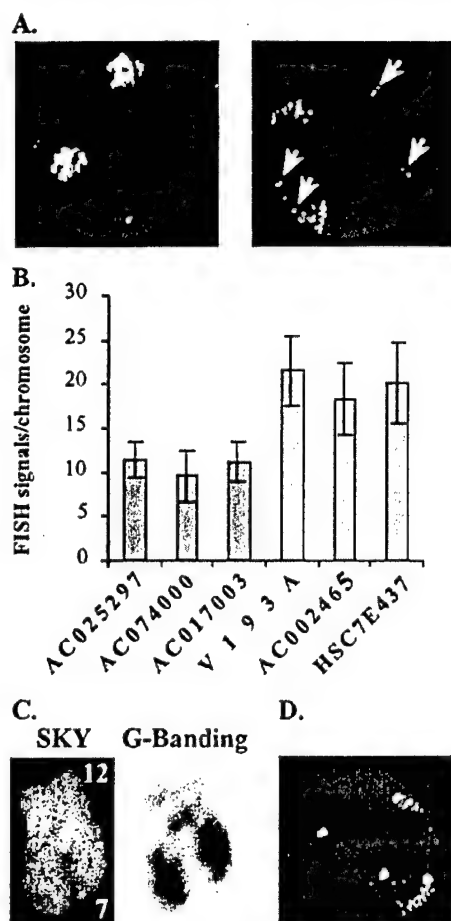 A.
B.
FISH signals/chromosome
30
25
20
15
10
5
0
AC025297
AC074000
AC017003
V193A
AC002465
HSC7E437
C.
D.
SKY
G-Banding
12
7